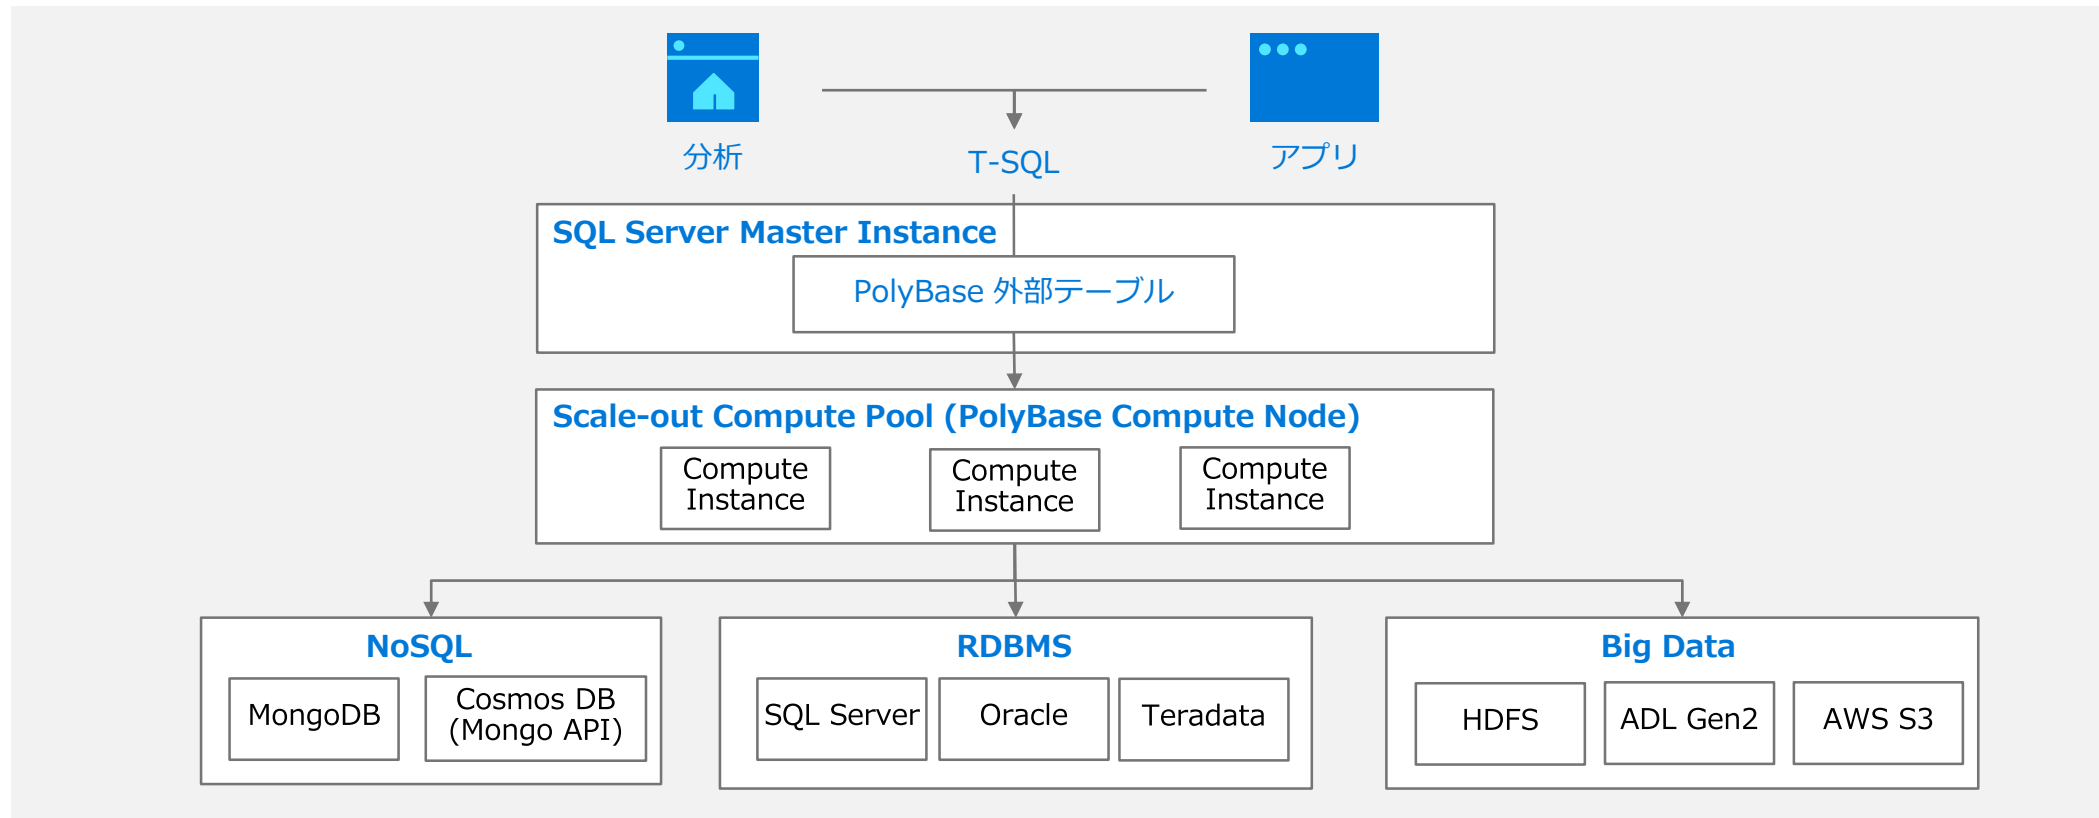 分析
T-SQL
アプリ
SQL Server Master Instance
PolyBase 外部テーブル
Scale-out Compute Pool (PolyBase Compute Node)
Compute
Instance
Compute
Instance
Compute
Instance
NoSQL
MongoDB
Cosmos DB
(Mongo API)
RDBMS
SQL Server
Oracle
Teradata
Big Data
HDFS
ADL Gen2
AWS S3